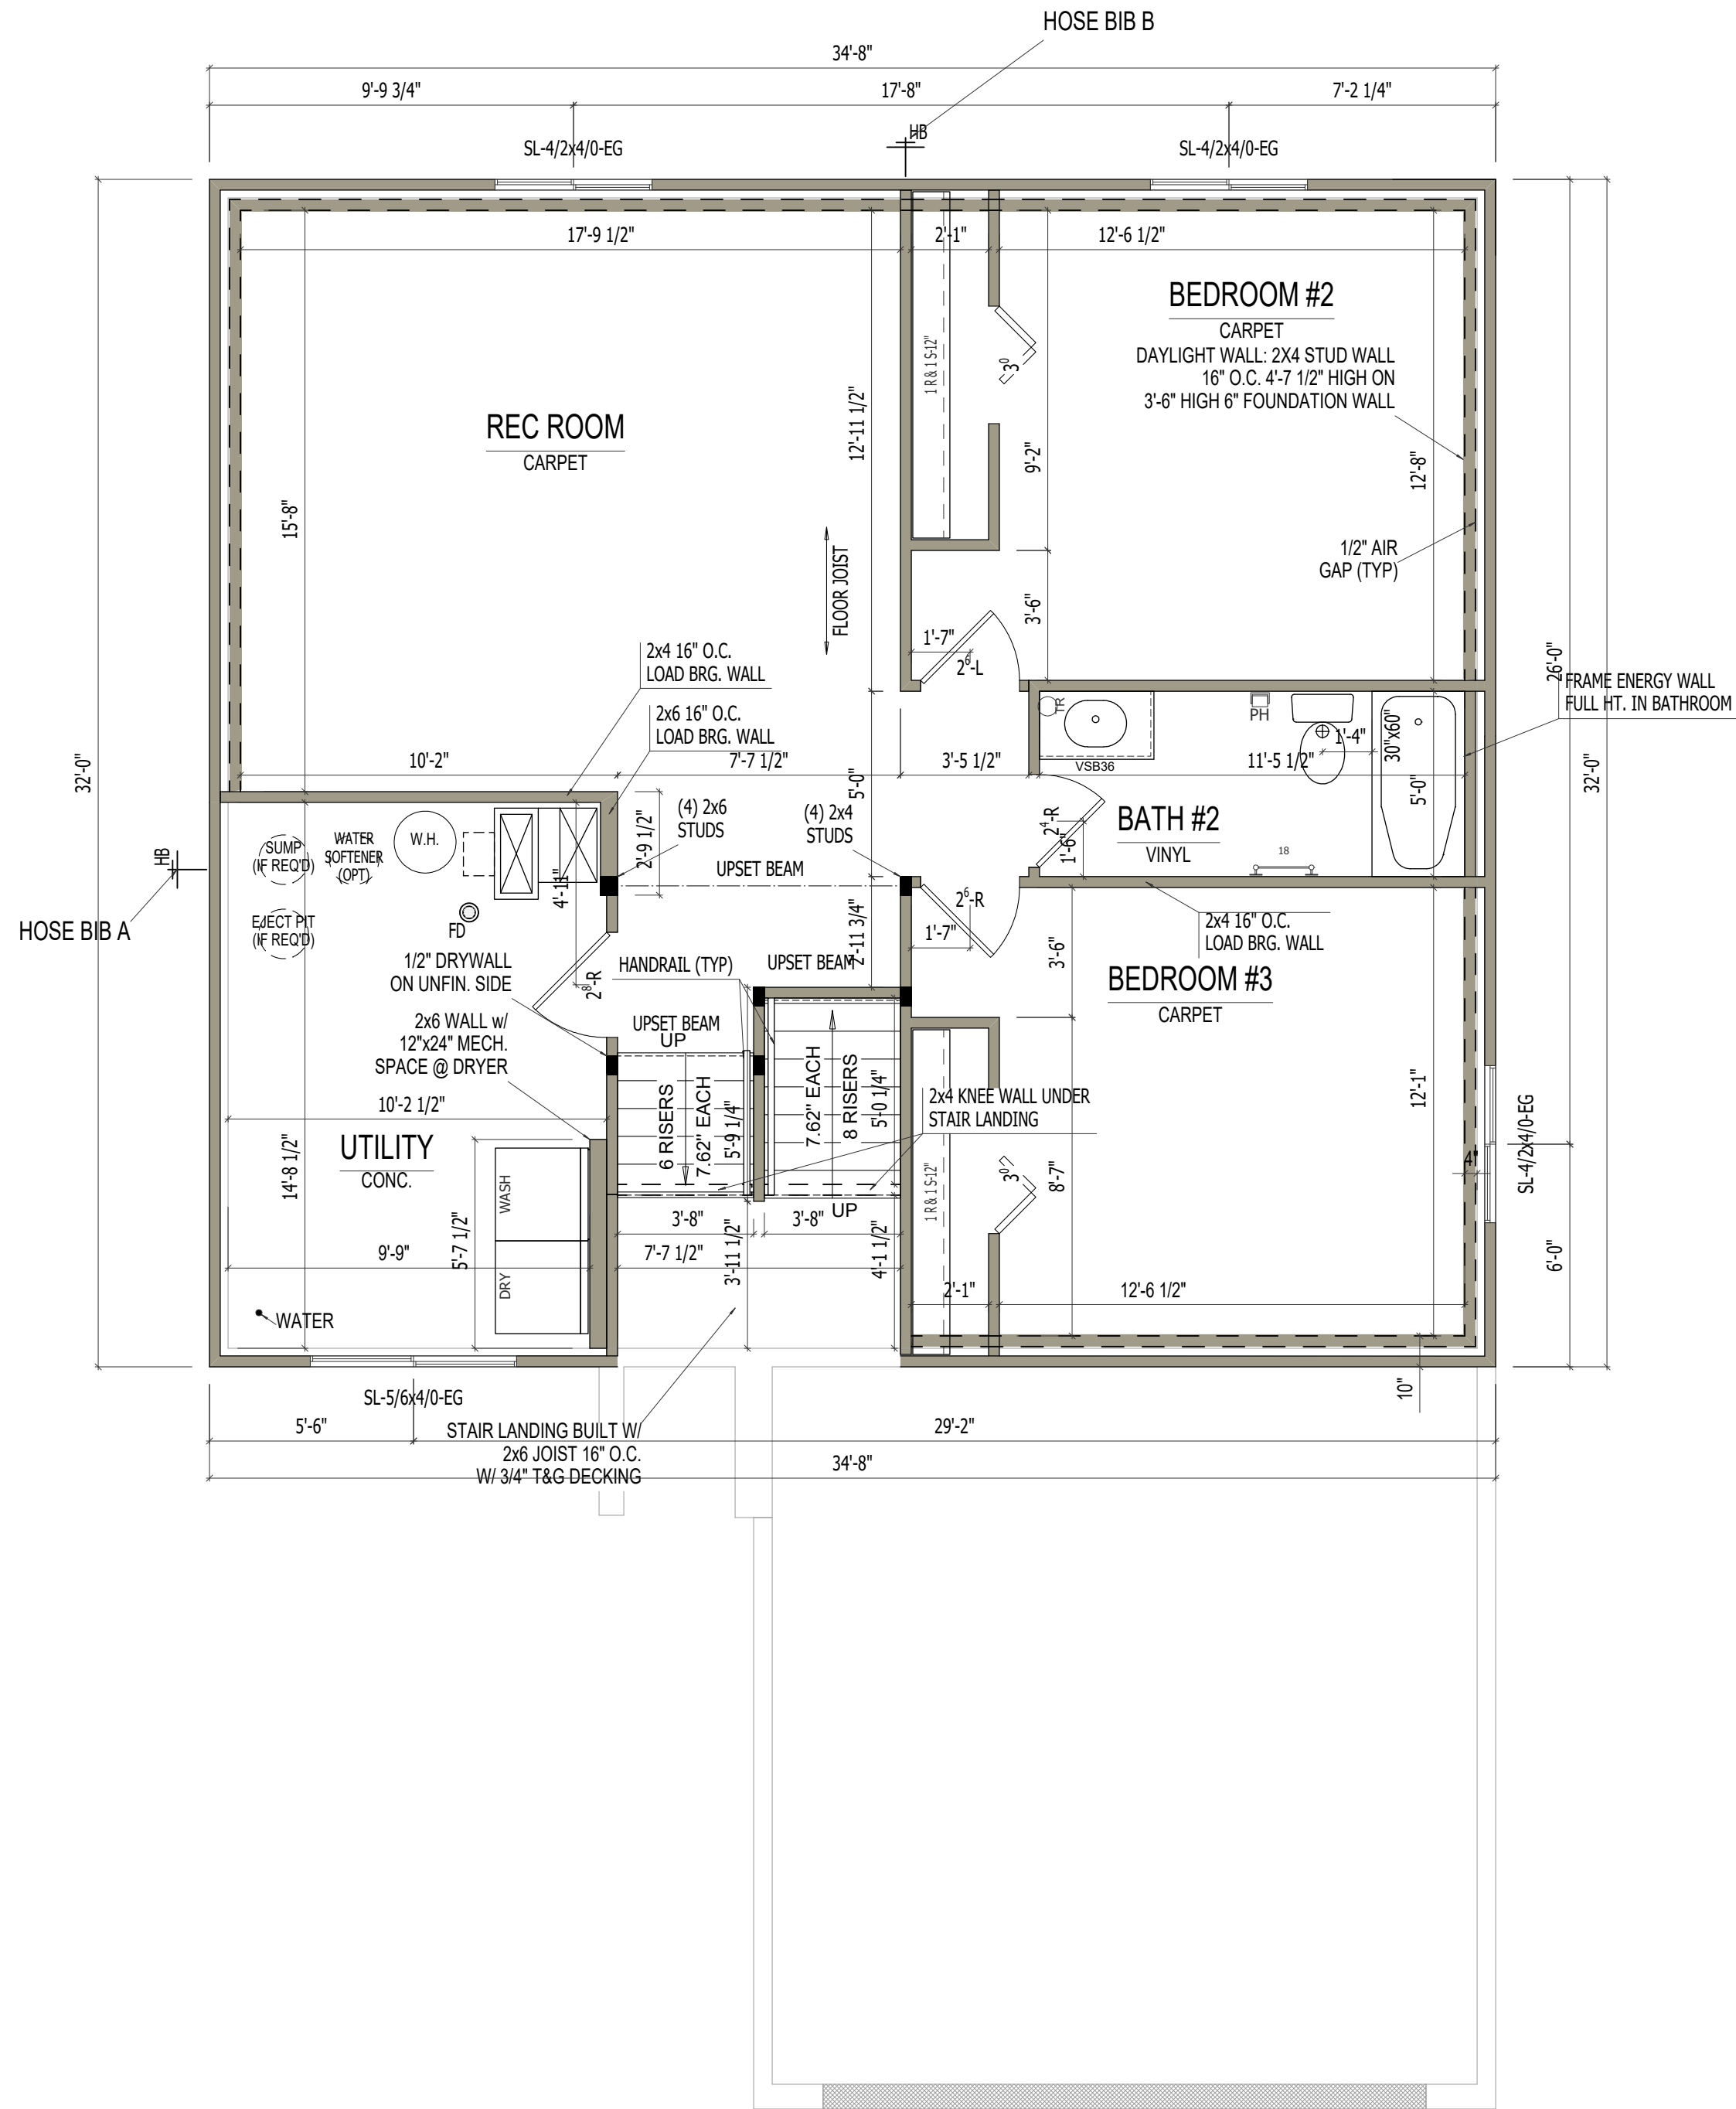 HOSE BIB B
34'-8"
9'-9 3/4"
17'-8"
7'-2 1/4"
HB
SL-4/2x4/0-EG
SL-4/2x4/0-EG
17'-9 1/2"
2'-1"
12'-6 1/2"
BEDROOM #2
CARPET
DAYLIGHT WALL: 2X4 STUD WALL
16" O.C. 4'-7 1/2" HIGH ON
3'-6" HIGH 6" FOUNDATION WALL
1 R & 1 S-12"
3⁰
REC ROOM
CARPET
12'-11 1/2"
9'-2"
12'-8"
15'-8"
1/2" AIR
GAP (TYP)
FLOOR JOIST
3'-6"
1'-7"
2⁶-L
2x4 16" O.C.
LOAD BRG. WALL
2x6 16" O.C.
LOAD BRG. WALL
26'-0"
FRAME ENERGY WALL
FULL HT. IN BATHROOM
32'-0"
32'-0"
TR
PH
1'-4"
30"x60"
10'-2"
7'-7 1/2"
3'-5 1/2"
VSB36
11'-5 1/2"
5'-0"
5'-0"
(4) 2x6
STUDS
(4) 2x4
STUDS
2⁴-R
1'-6"
BATH #2
VINYL
18
SUMP
(IF REQ'D)
WATER
SOFTENER
(OPT)
W.H.
2'-9 1/2"
4'-11"
UPSET BEAM
HB
HOSE BIB A
EJECT PIT
(IF REQ'D)
FD
2⁶-R
1'-7"
2x4 16" O.C.
LOAD BRG. WALL
2'-11 3/4"
3'-6"
1/2" DRYWALL
ON UNFIN. SIDE
HANDRAIL (TYP)
UPSET BEAM
2⁸-R
BEDROOM #3
CARPET
2x6 WALL w/
12"x24" MECH.
SPACE @ DRYER
UPSET BEAM
UP
6 RISERS
7.62" EACH
5'-9 1/4"
7.62" EACH
8 RISERS
5'-0 1/4"
2x4 KNEE WALL UNDER
STAIR LANDING
12'-1"
10'-2 1/2"
UTILITY
CONC.
14'-8 1/2"
WASH
DRY
5'-7 1/2"
9'-9"
UP
3'-8"
3'-8"
7'-7 1/2"
3'-11 1/2"
4'-1 1/2"
1 R & 1 S-12"
3⁰
8'-7"
4"
SL-4/2x4/0-EG
6'-0"
2'-1"
12'-6 1/2"
WATER
10"
SL-5/6x4/0-EG
5'-6"
STAIR LANDING BUILT W/
2x6 JOIST 16" O.C.
W/ 3/4" T&G DECKING
29'-2"
34'-8"